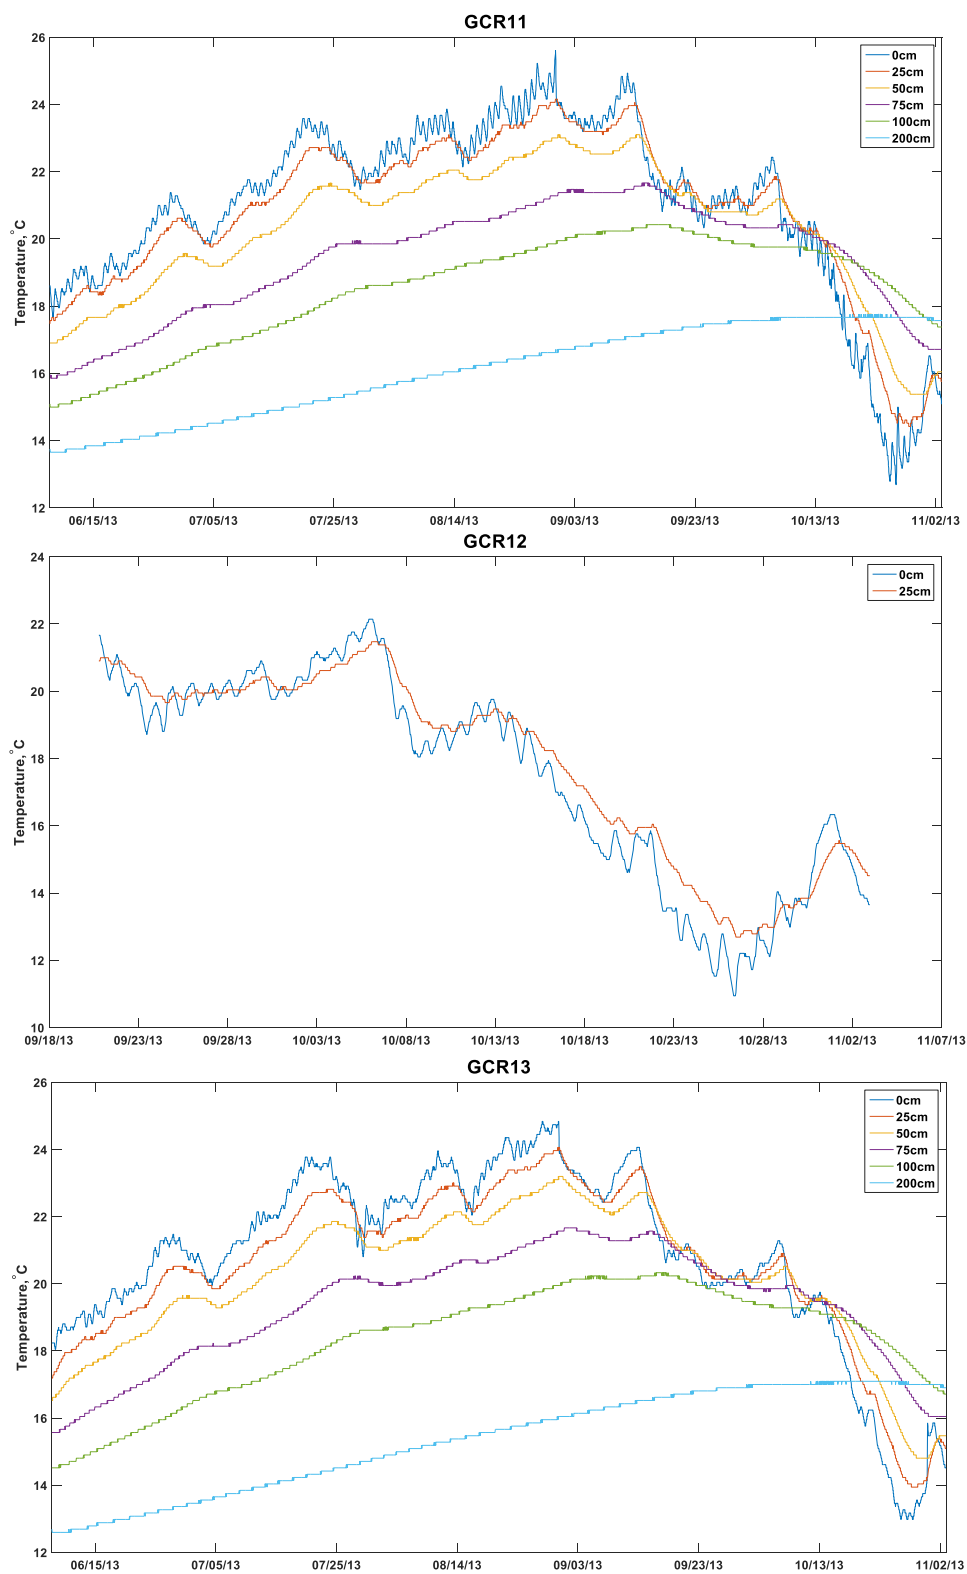 GCR11
26
24
22
20
18
16
14
12
Temperature,°C
0cm
25cm
50cm
75cm
100cm
200cm
06/15/13 07/05/13 07/25/13 08/14/13 09/03/13 09/23/13 10/13/13 11/02/13
GCR12
24
22
20
18
16
14
12
10
Temperature,°C
0cm
25cm
09/18/13 09/23/13 09/28/13 10/03/13 10/08/13 10/13/13 10/18/13 10/23/13 10/28/13 11/02/13 11/07/13
GCR13
26
24
22
20
18
16
14
12
Temperature,°C
0cm
25cm
50cm
75cm
100cm
200cm
06/15/13 07/05/13 07/25/13 08/14/13 09/03/13 09/23/13 10/13/13 11/02/13